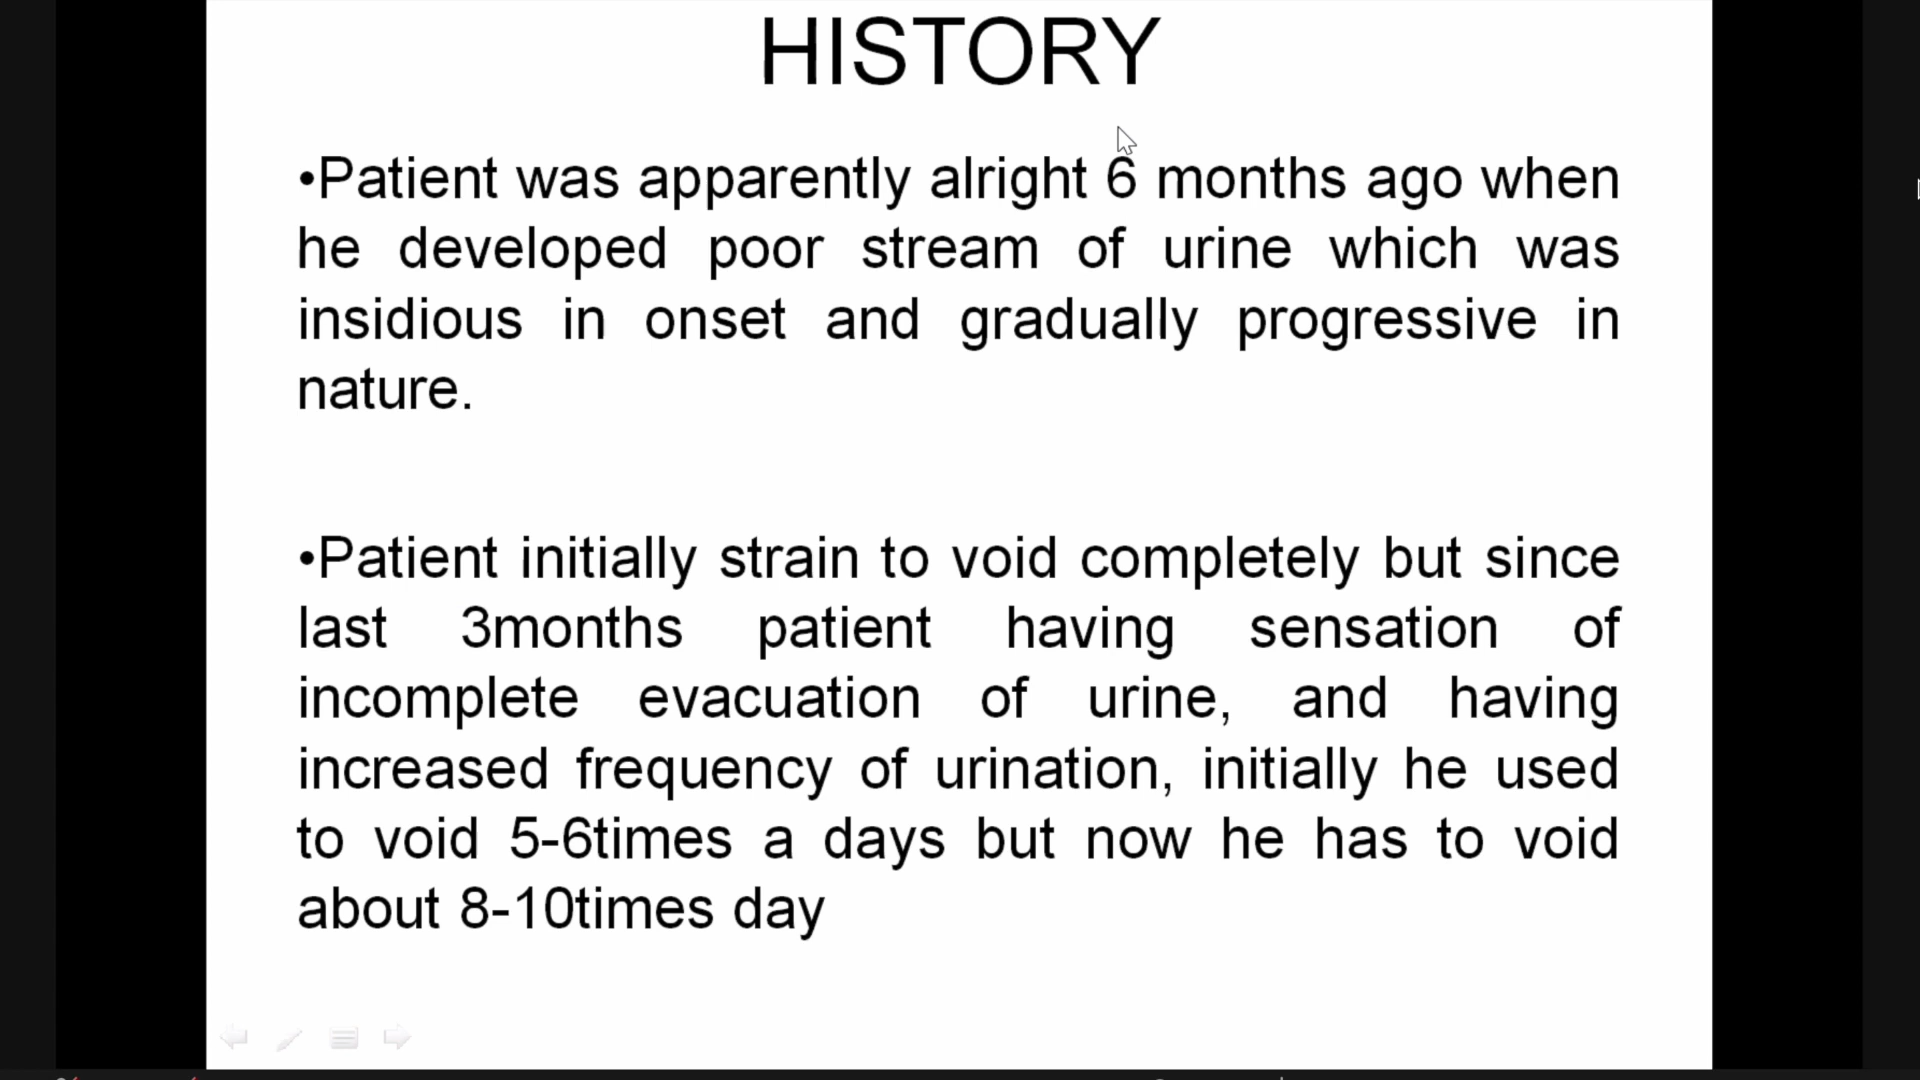 HISTORY
•Patient was apparently alright 6 months ago when
he developed poor stream of urine which was
insidious in onset and gradually progressive in
nature.
•Patient initially strain to void completely but since
last 3months patient having sensation of
incomplete evacuation of urine, and having
increased frequency of urination, initially he used
to void 5-6times a days but now he has to void
about 8-10times day